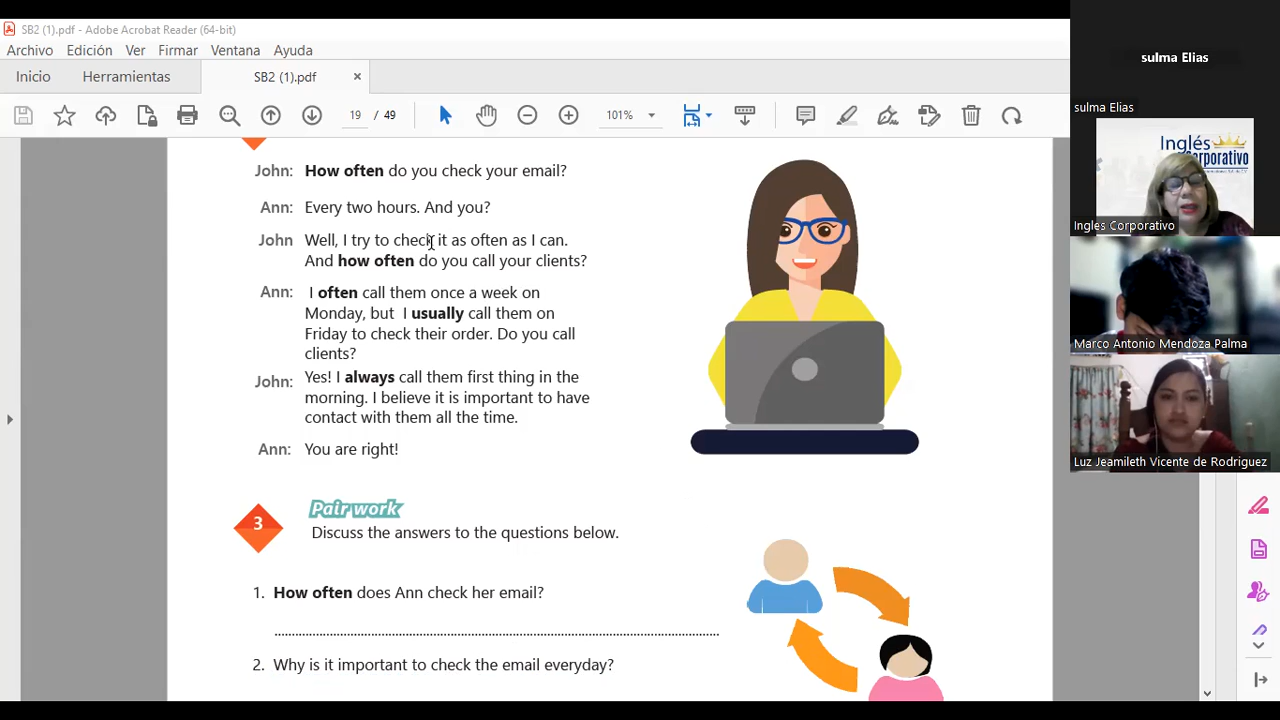 SB2 (1).pdf - Adobe Acrobat Reader (64-bit)
Archivo Edición Ver Firmar Ventana Ayuda
Inicio Herramientas SB2 (1).pdf ×
19 / 49 101%
John: How often do you check your email?
Ann: Every two hours. And you?
John Well, I try to check it as often as I can.
And how often do you call your clients?
Ann: I often call them once a week on
Monday, but I usually call them on
Friday to check their order. Do you call
clients?
John: Yes! I always call them first thing in the
morning. I believe it is important to have
contact with them all the time.
Ann: You are right!
3 Pair work
Discuss the answers to the questions below.
1. How often does Ann check her email?
2. Why is it important to check the email everyday?
sulma Elias
sulma Elias
Inglés
Corporativo
Ingles Corporativo
Marco Antonio Mendoza Palma
Luz Jeamileth Vicente de Rodriguez